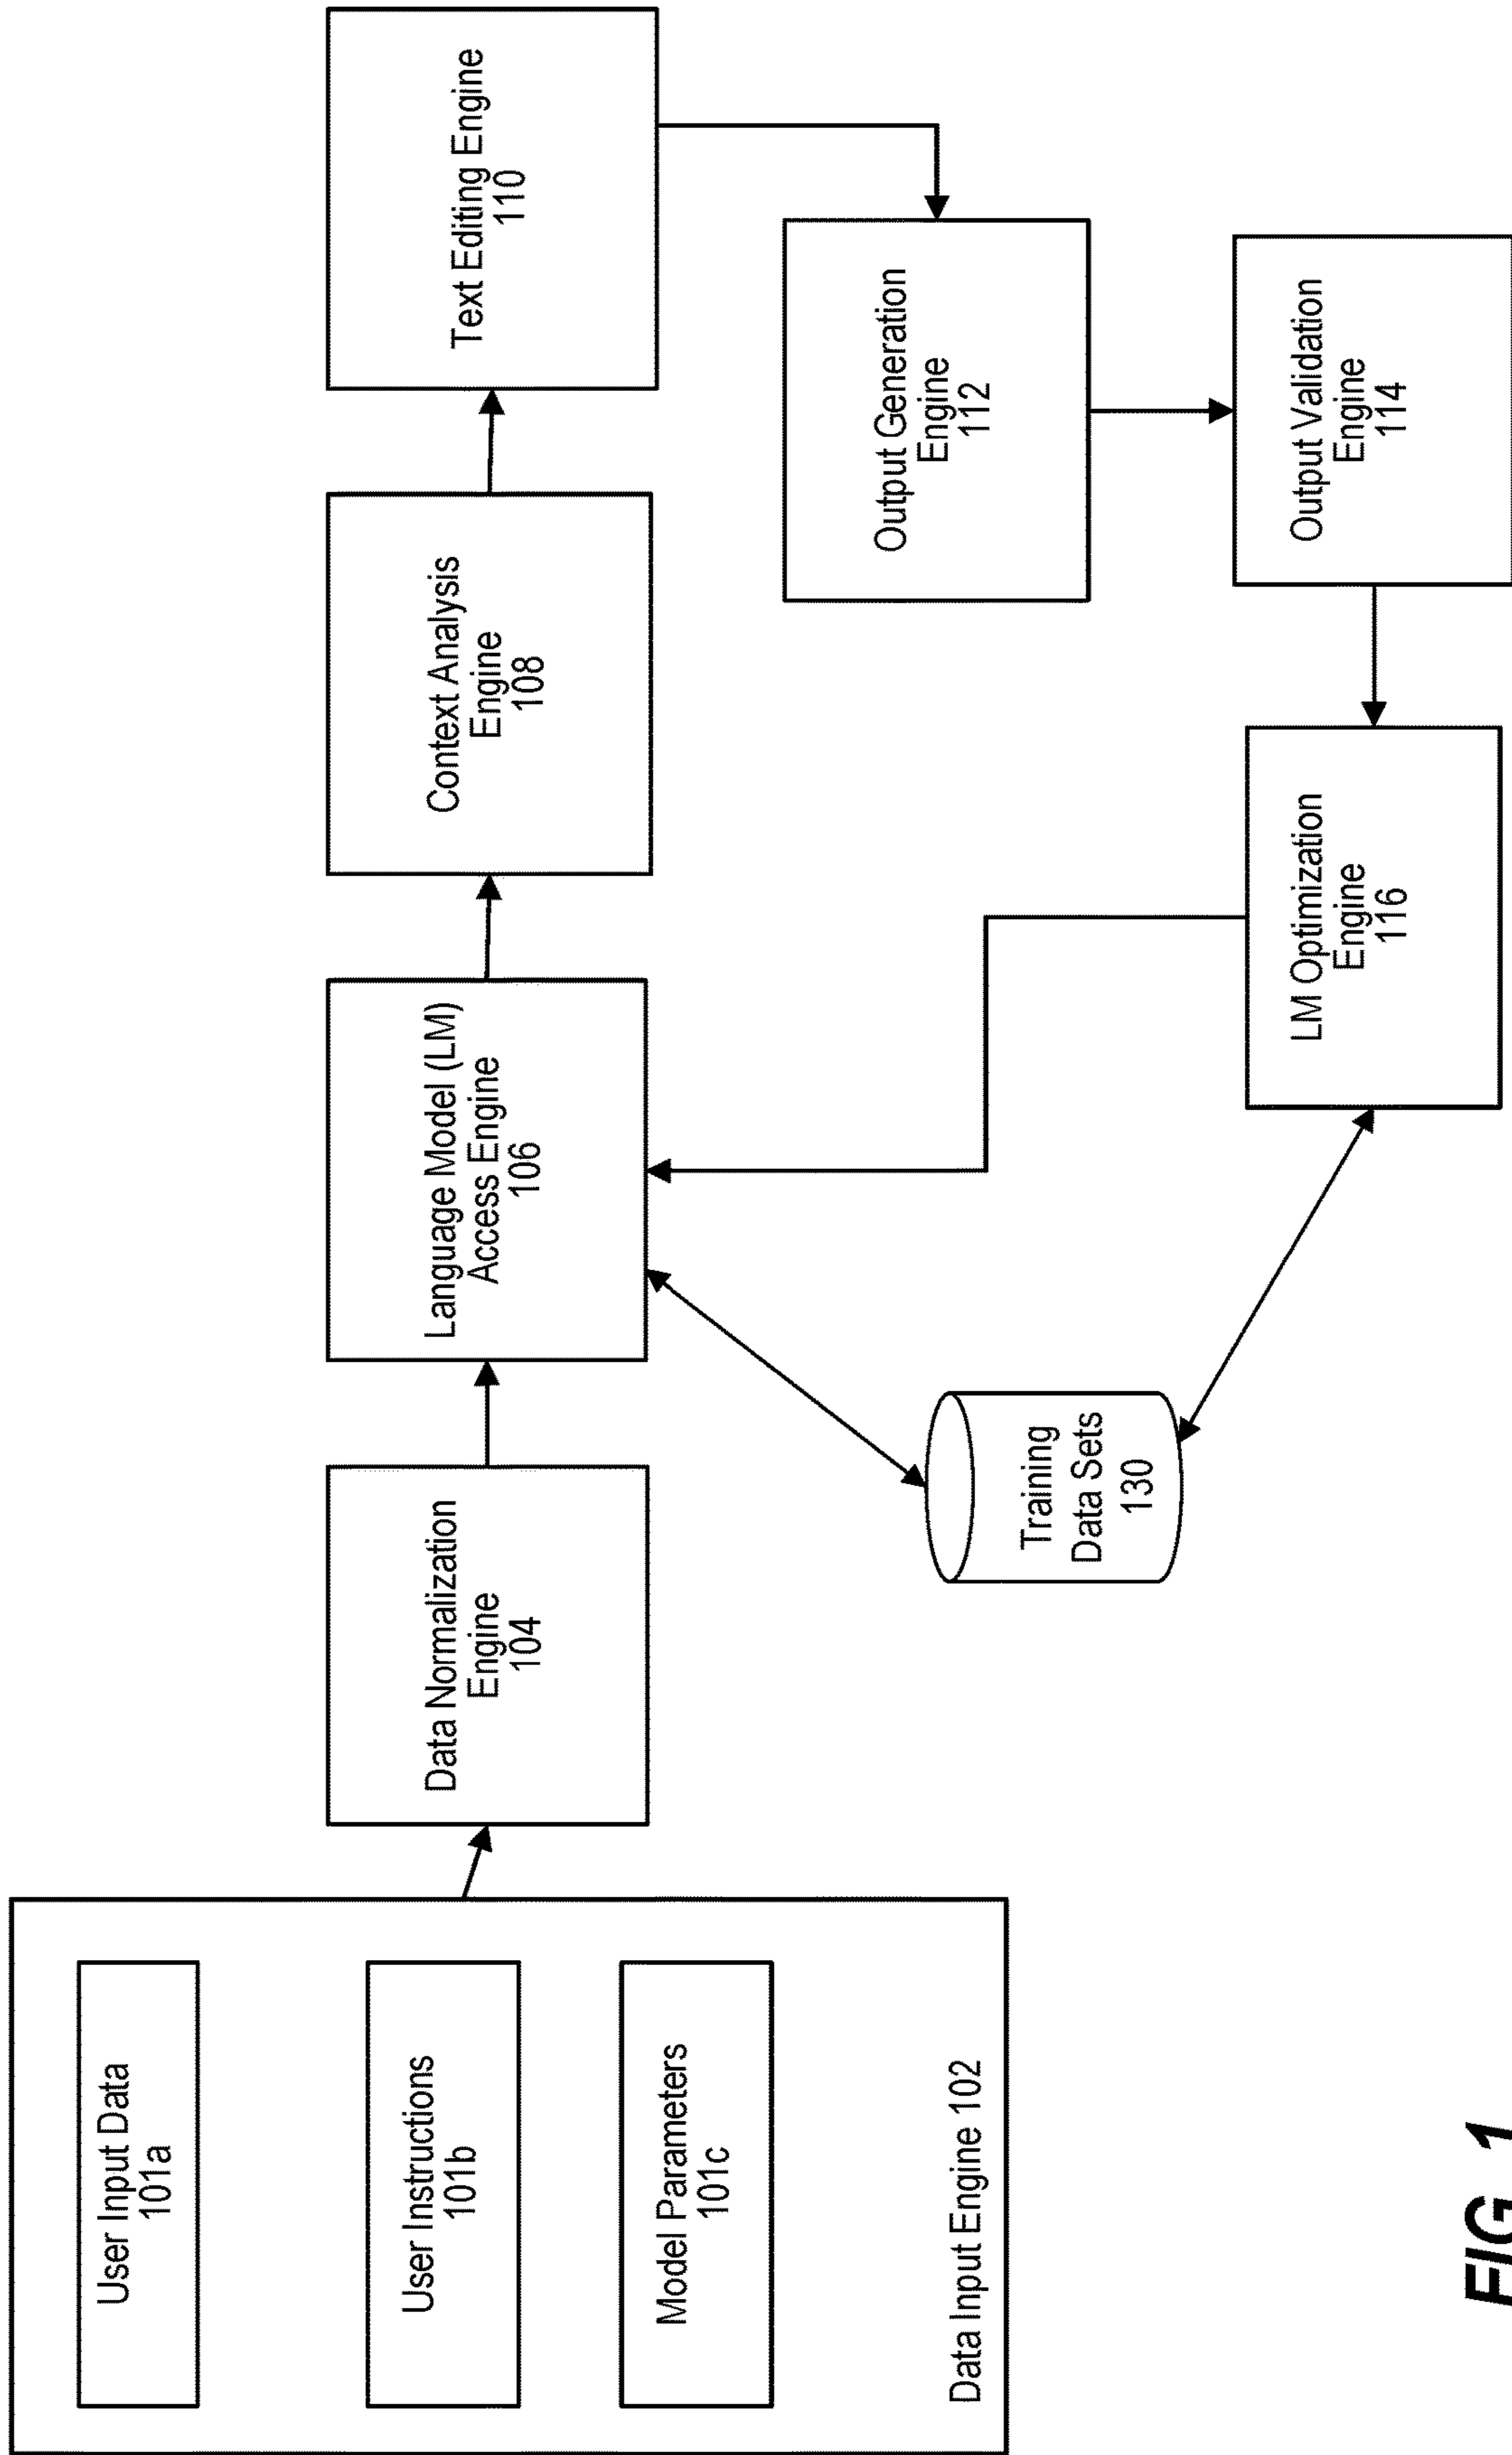 User Input Data
101a
User Instructions
101b
Model Parameters
101c
Data Input Engine 102
Data Normalization
Engine
104
Language Model (LM)
Access Engine
106
Context Analysis
Engine
108
Text Editing Engine
110
Output Generation
Engine
112
Output Validation
Engine
114
LM Optimization
Engine
116
Training
Data Sets
130
FIG. 1